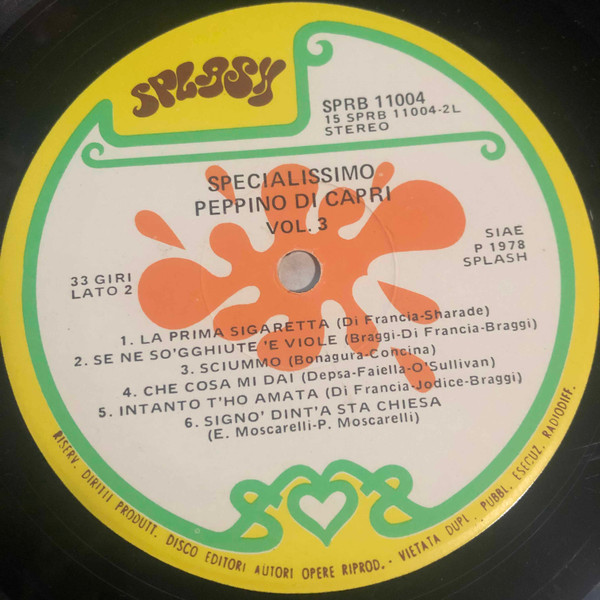 SPLASH
SPRB 11004
15 SPRB 11004-2L
STEREO
SPECIALISSIMO
PEPPINO DI CAPRI
VOL. 3
33 GIRI
LATO 2
SIAE
P 1978
SPLASH
1. LA PRIMA SIGARETTA (Di Francia-Sharade)
2. SE NE SO'GGHIUTE 'E VIOLE (Braggi-Di Francia-Braggi)
3. SCIUMMO (Bonagura-Concina)
4. CHE COSA MI DAI (Depsa-Faiella-O'Sullivan)
5. INTANTO T'HO AMATA (Di Francia-Jodice-Braggi)
6. SIGNO' DINT'A STA CHIESA
(E. Moscarelli-P. Moscarelli)
RISERV. DIRITII PRODUTT. DISCO EDITORI AUTORI OPERE RIPROD. - VIETATA DUPL. PUBBL. ESECUZ. RADIODIFF.